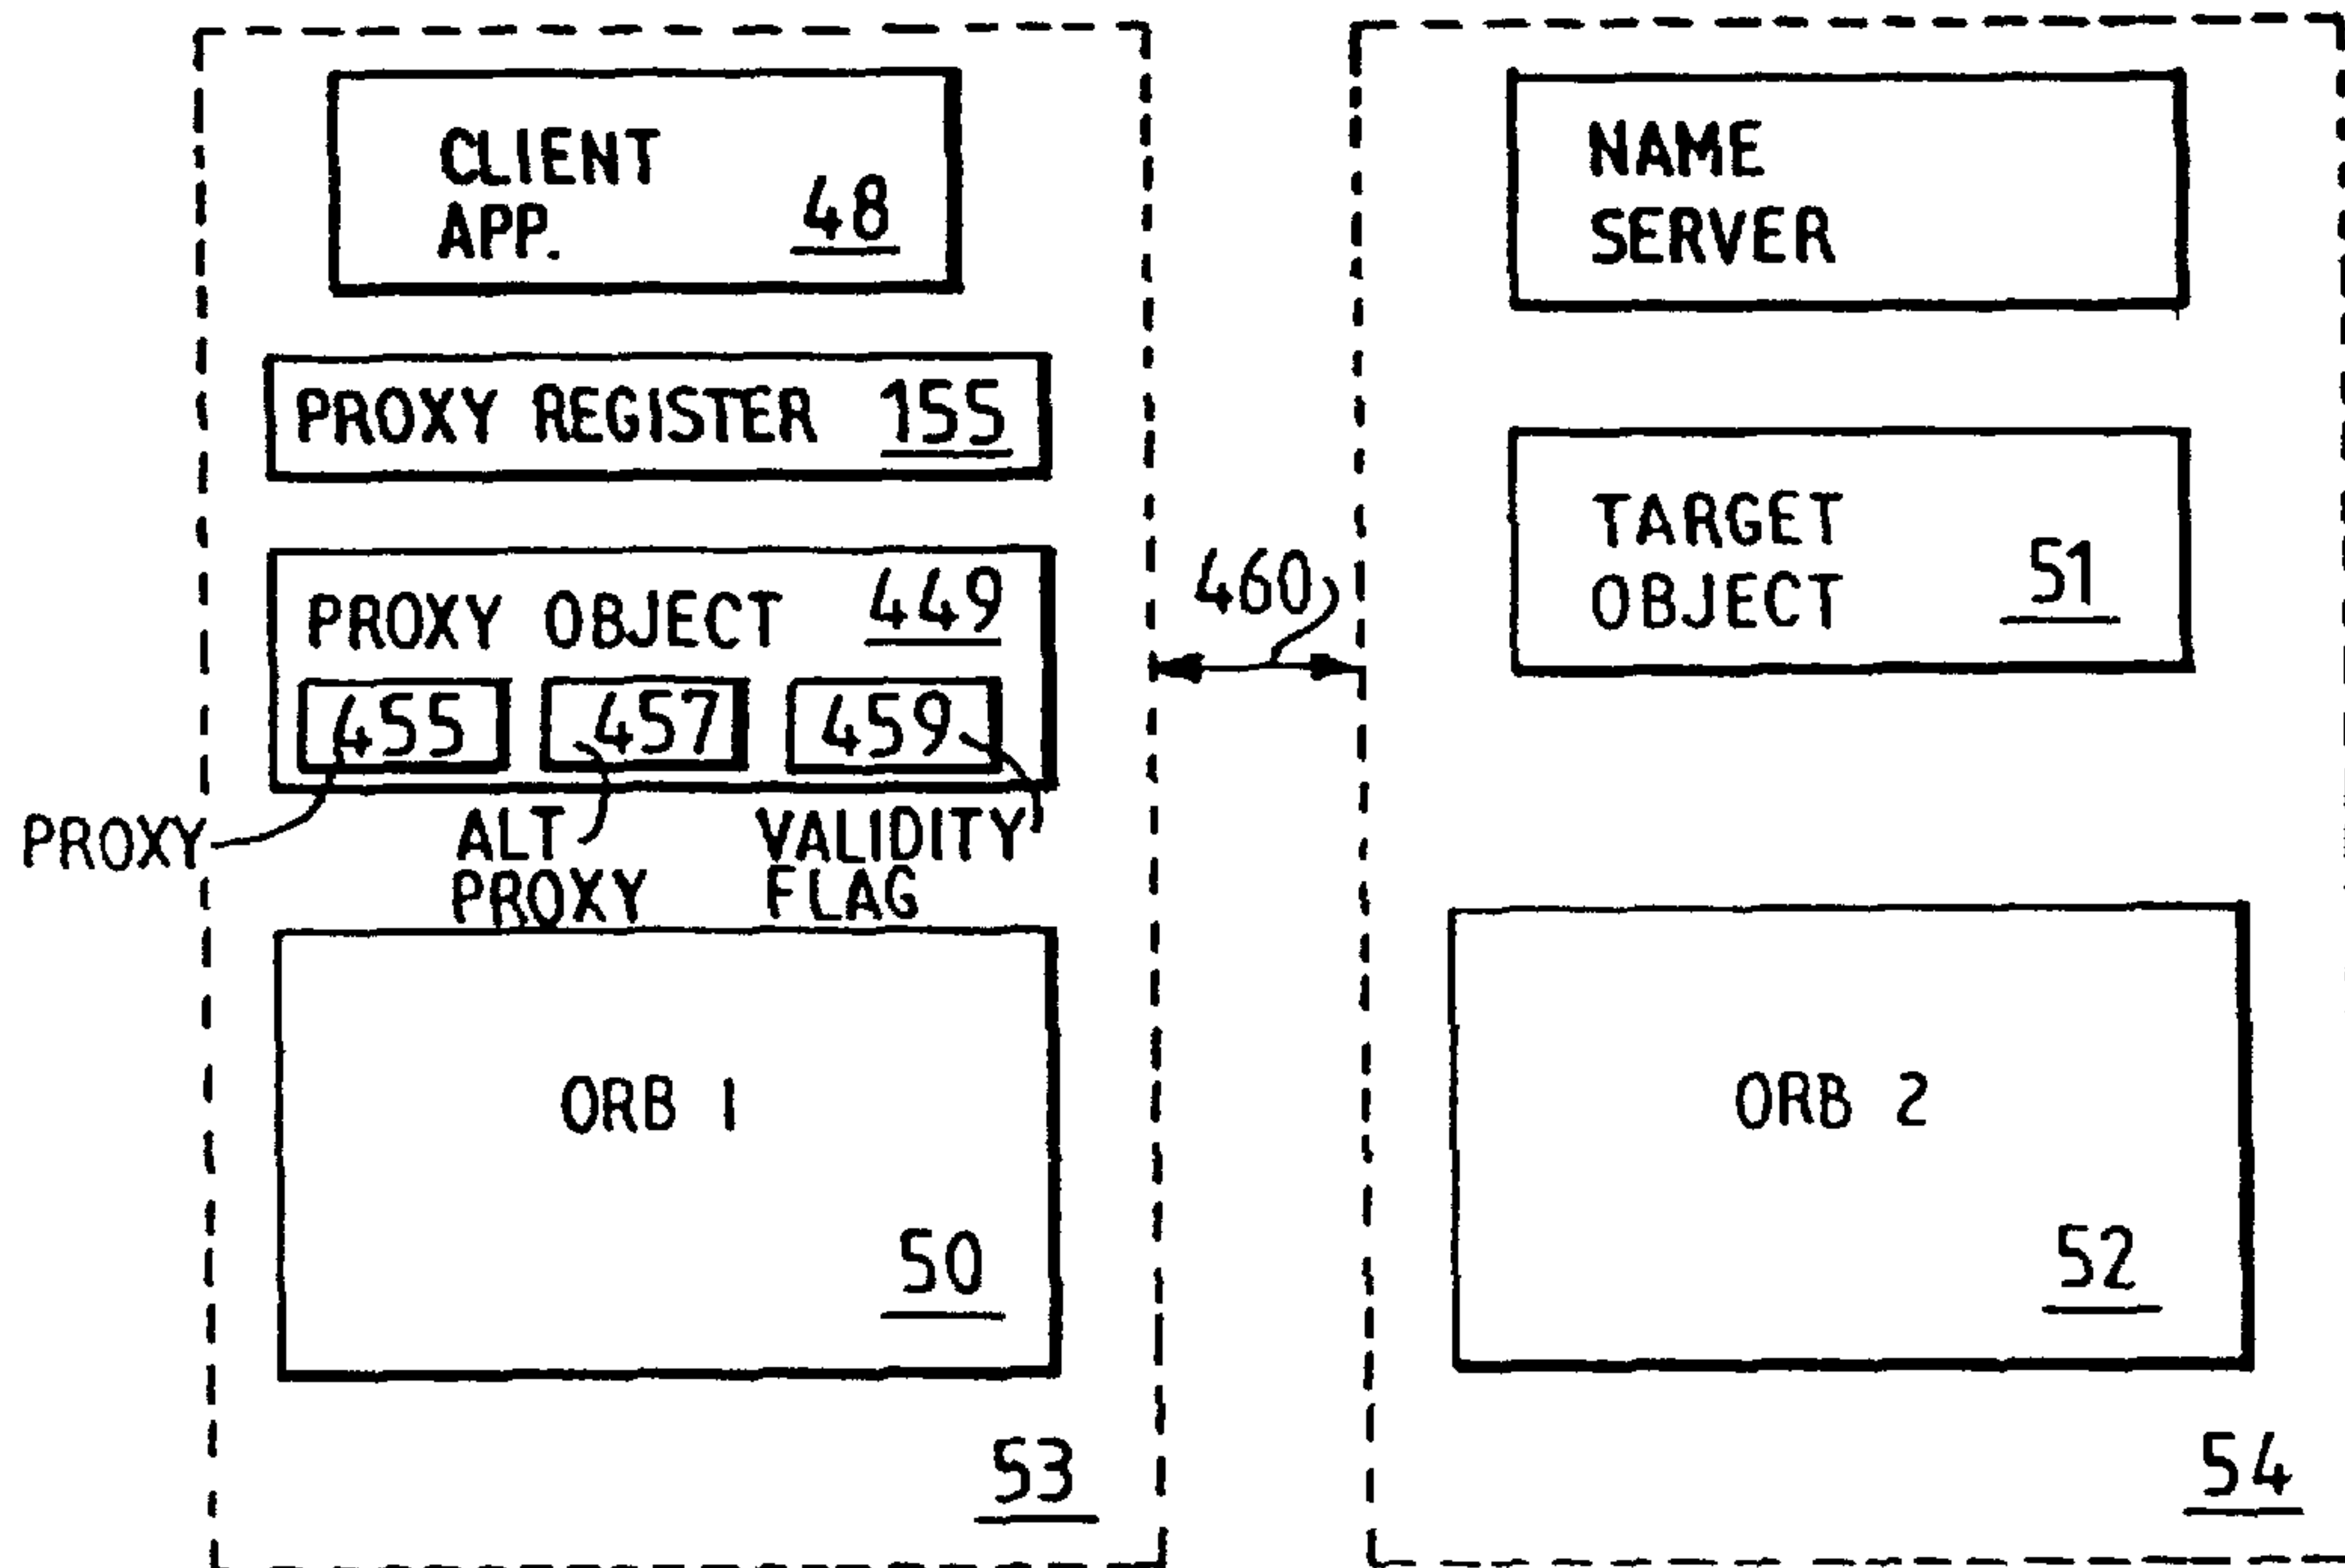 CLIENT
APP. 48
PROXY REGISTER 155
PROXY OBJECT 449
455 457 459
PROXY
ALT
PROXY
VALIDITY
FLAG
ORB 1
50
53
460
NAME
SERVER
TARGET
OBJECT 51
ORB 2
52
54